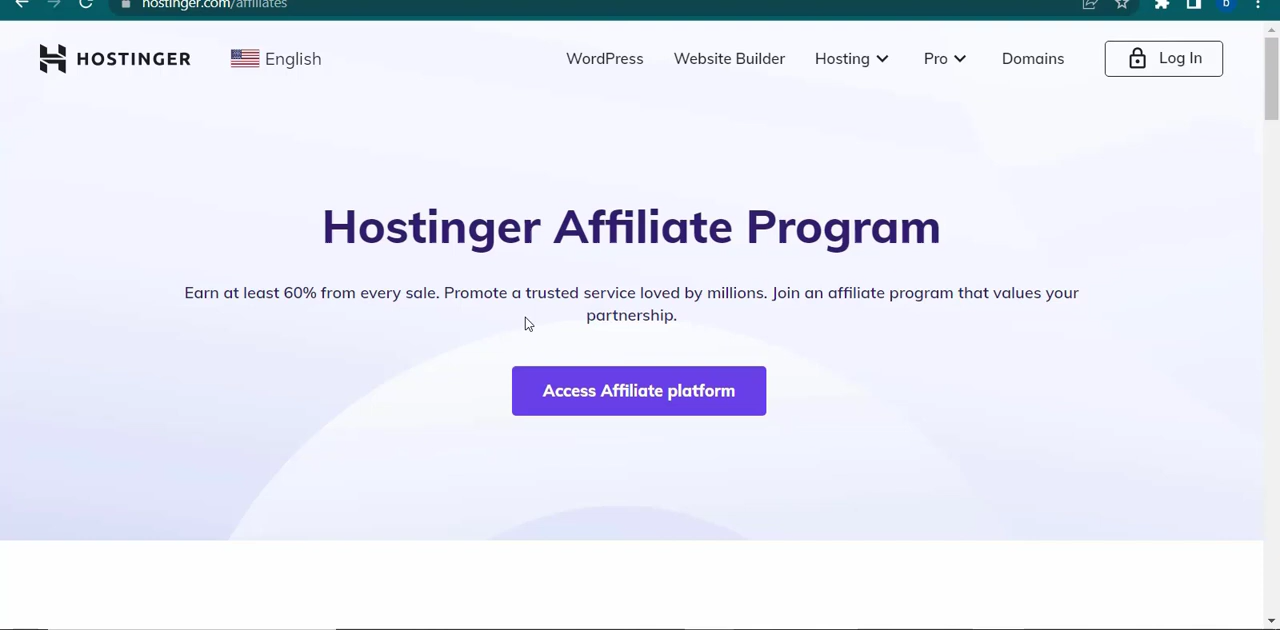 hostinger.com/affiliates
b
HOSTINGER English WordPress Website Builder Hosting Pro Domains Log In
Hostinger Affiliate Program
Earn at least 60% from every sale. Promote a trusted service loved by millions. Join an affiliate program that values your
partnership.
Access Affiliate platform